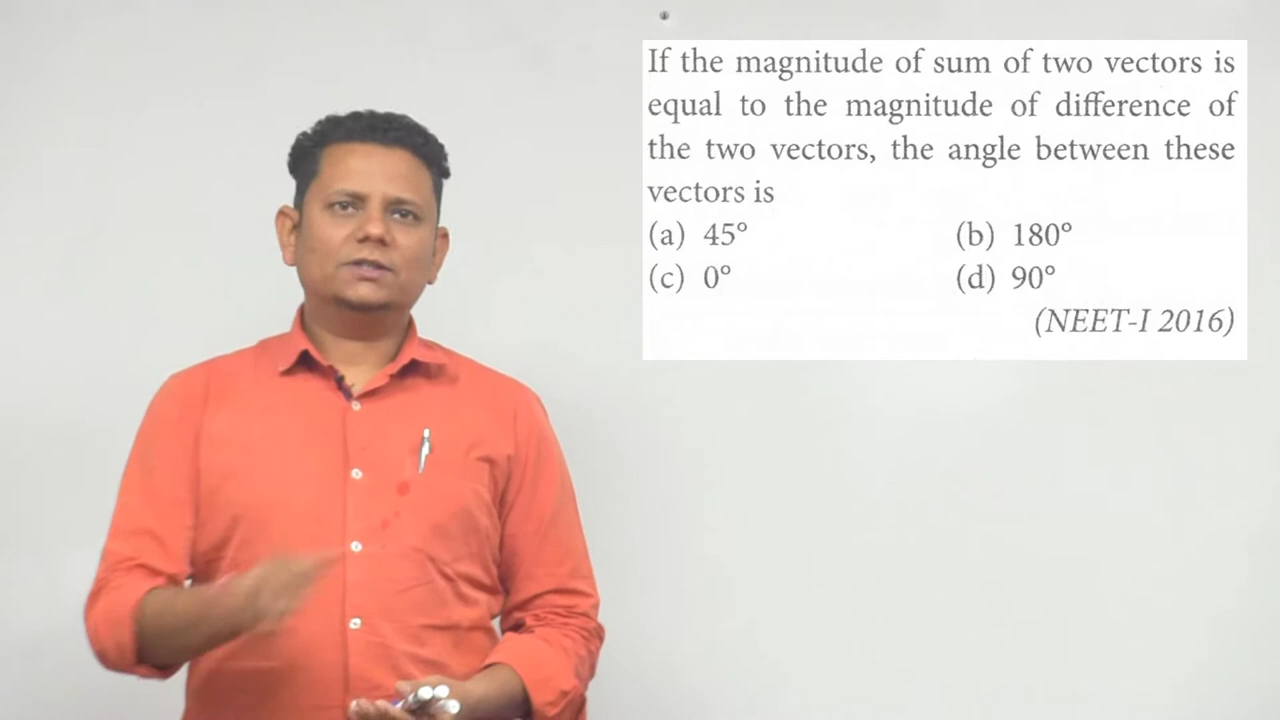 If the magnitude of sum of two vectors is
equal to the magnitude of difference of
the two vectors, the angle between these
vectors is
(a) 45° (b) 180°
(c) 0° (d) 90°
(NEET-I 2016)